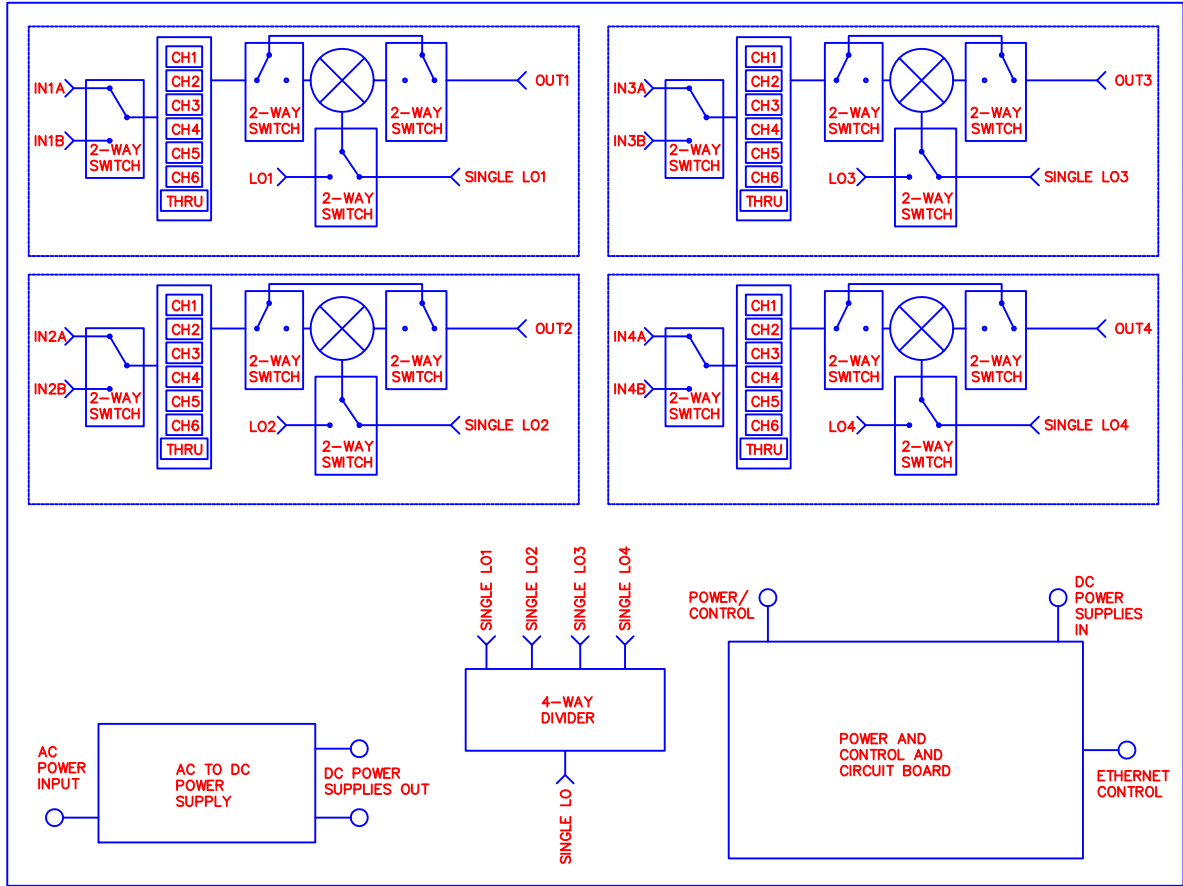 CH1
CH2
CH3
CH4
CH5
CH6
THRU
IN1A
IN1B
2-WAY
SWITCH
2-WAY
SWITCH
2-WAY
SWITCH
OUT1
LO1
SINGLE LO1
2-WAY
SWITCH
CH1
CH2
CH3
CH4
CH5
CH6
THRU
IN3A
IN3B
2-WAY
SWITCH
2-WAY
SWITCH
2-WAY
SWITCH
OUT3
LO3
SINGLE LO3
2-WAY
SWITCH
CH1
CH2
CH3
CH4
CH5
CH6
THRU
IN2A
IN2B
2-WAY
SWITCH
2-WAY
SWITCH
2-WAY
SWITCH
OUT2
LO2
SINGLE LO2
2-WAY
SWITCH
CH1
CH2
CH3
CH4
CH5
CH6
THRU
IN4A
IN4B
2-WAY
SWITCH
2-WAY
SWITCH
2-WAY
SWITCH
OUT4
LO4
SINGLE LO4
2-WAY
SWITCH
AC
POWER
INPUT
AC TO DC
POWER
SUPPLY
DC POWER
SUPPLIES OUT
SINGLE LO1
SINGLE LO2
SINGLE LO3
SINGLE LO4
4-WAY
DIVIDER
SINGLE LO
POWER/
CONTROL
DC
POWER
SUPPLIES
IN
POWER AND
CONTROL AND
CIRCUIT BOARD
ETHERNET
CONTROL